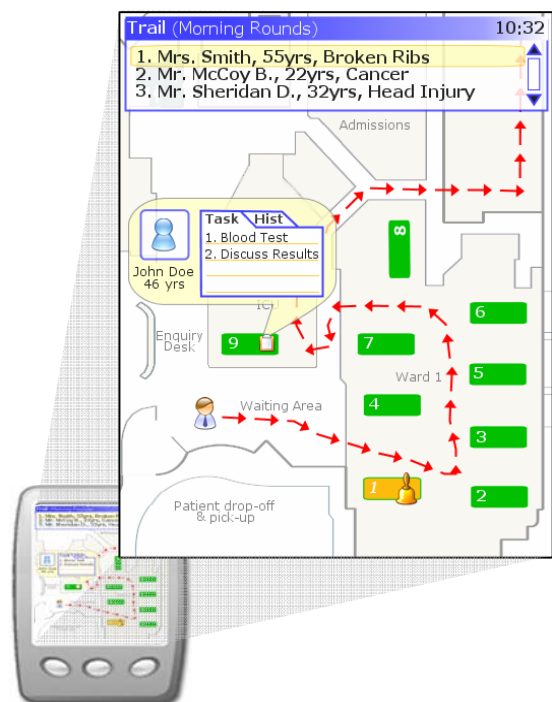 Trail (Morning Rounds) 10:32
1. Mrs. Smith, 55yrs, Broken Ribs
2. Mr. McCoy B., 22yrs, Cancer
3. Mr. Sheridan D., 32yrs, Head Injury
Admissions
Task Hist
1. Blood Test
2. Discuss Results
John Doe
46 yrs
8
ICU
6
Enquiry
Desk
9
7
5
Ward 1
Waiting Area
4
3
1
2
Patient drop-off
& pick-up